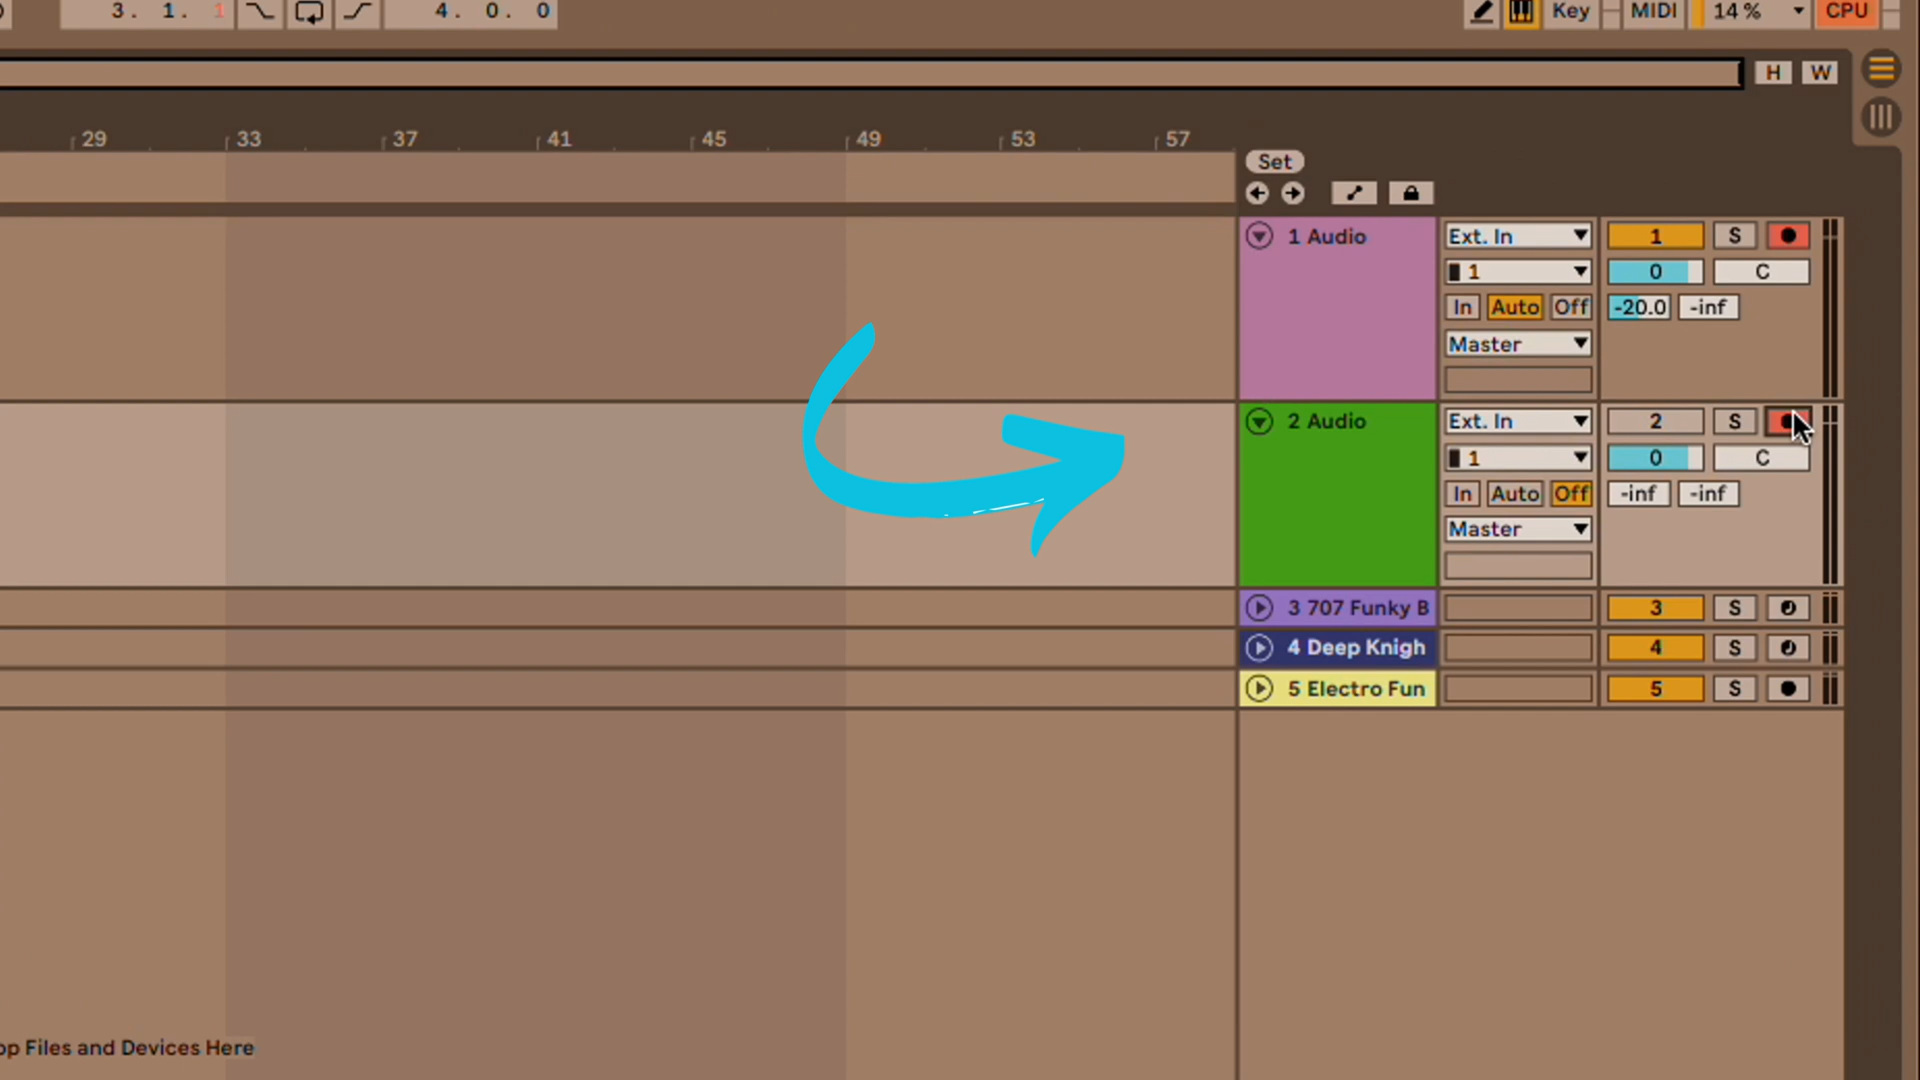 3. 1. 1 4. 0. 0 Key MIDI 14 % CPU
H W
29 33 37 41 45 49 53 57
Set
1 Audio Ext. In 1 S
1 0 C
In Auto Off -20.0 -inf
Master
2 Audio Ext. In 2 S
1 0 C
In Auto Off -inf -inf
Master
3 707 Funky B 3 S
4 Deep Knigh 4 S
5 Electro Fun 5 S
op Files and Devices Here